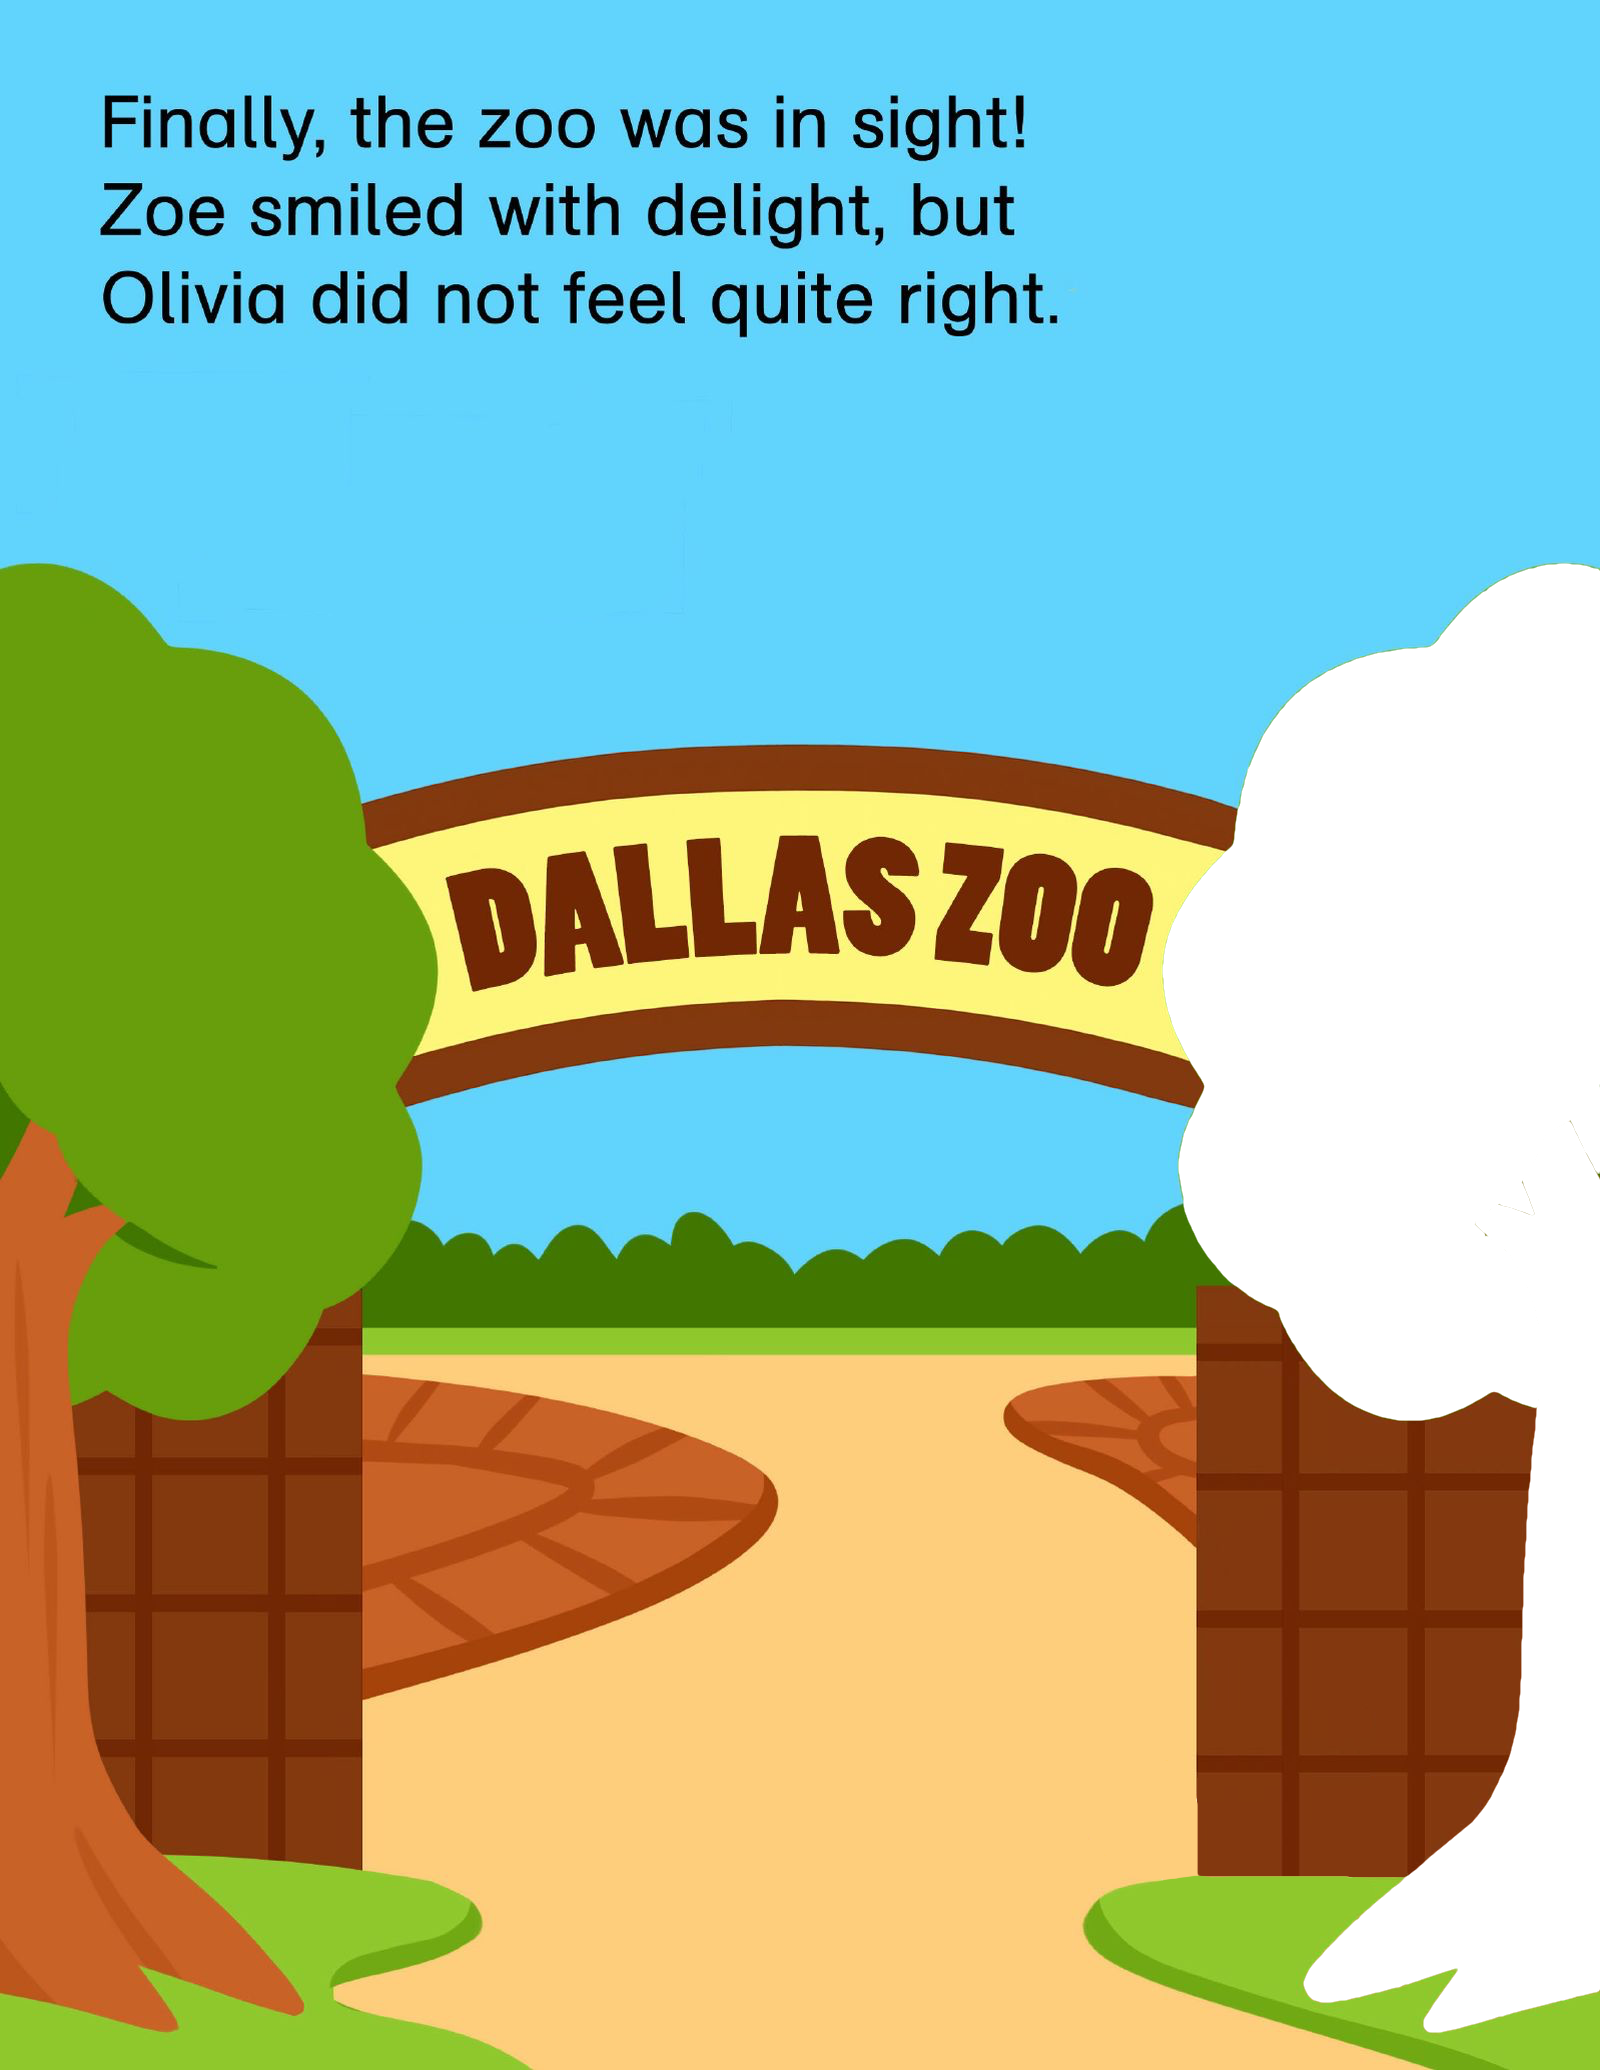 Finally, the zoo was in sight!
Zoe smiled with delight, but
Olivia did not feel quite right.
DALLAS ZOO